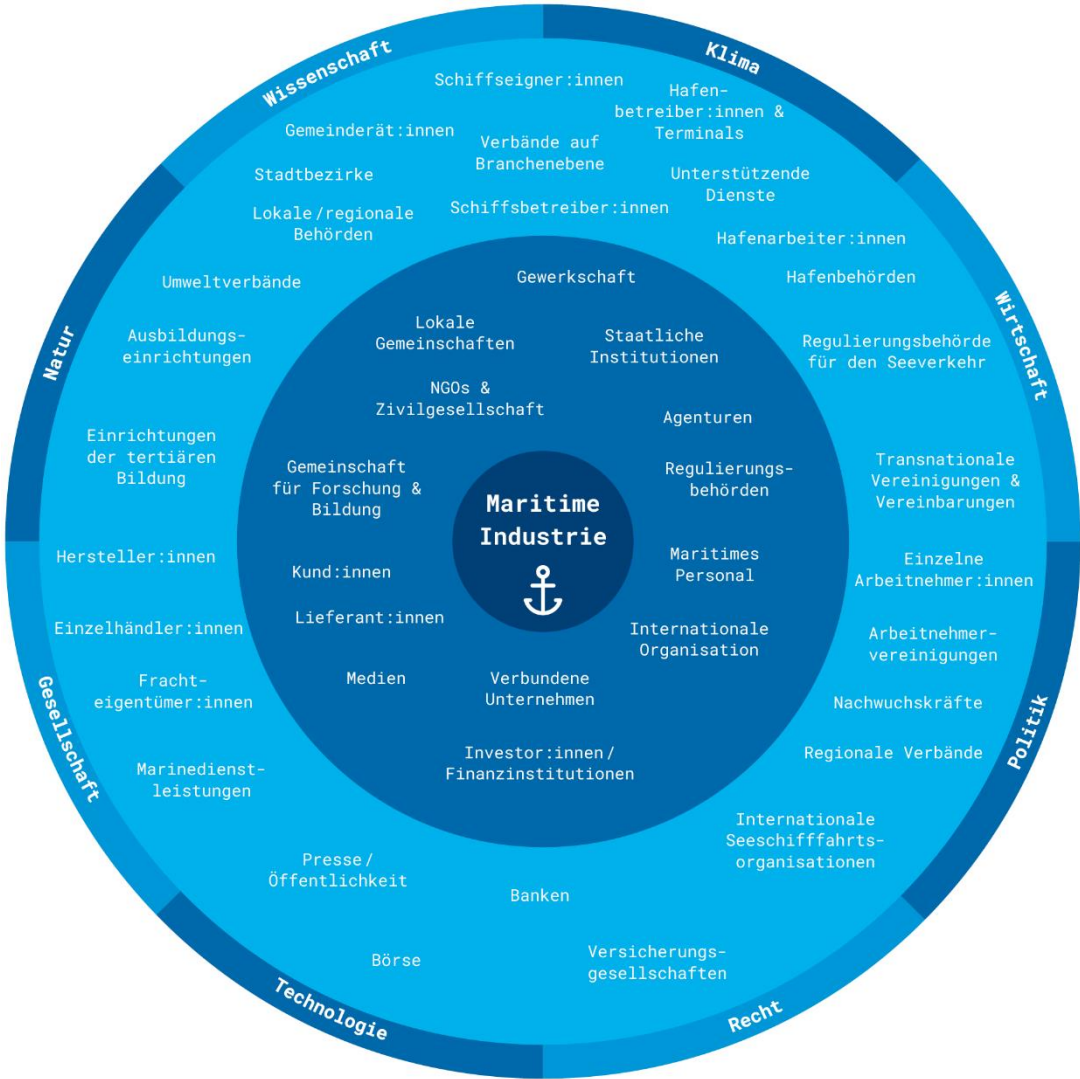 Wissenschaft
Klima
Wirtschaft
Politik
Recht
Technologie
Gesellschaft
Natur
Schiffseigner:innen
Hafen-
betreiber:innen &
Terminals
Gemeinderät:innen
Verbände auf
Branchenebene
Stadtbezirke
Unterstützende
Dienste
Lokale/regionale
Behörden
Schiffsbetreiber:innen
Hafenarbeiter:innen
Umweltverbände
Hafenbehörden
Ausbildungs-
einrichtungen
Regulierungsbehörde
für den Seeverkehr
Einrichtungen
der tertiären
Bildung
Transnationale
Vereinigungen &
Vereinbarungen
Hersteller:innen
Einzelne
Arbeitnehmer:innen
Einzelhändler:innen
Arbeitnehmer-
vereinigungen
Fracht-
eigentümer:innen
Nachwuchskräfte
Regionale Verbände
Marinedienst-
leistungen
Internationale
Seeschifffahrts-
organisationen
Presse/
Öffentlichkeit
Banken
Börse
Versicherungs-
gesellschaften
Gewerkschaft
Lokale
Gemeinschaften
Staatliche
Institutionen
NGOs &
Zivilgesellschaft
Agenturen
Gemeinschaft
für Forschung &
Bildung
Regulierungs-
behörden
Kund:innen
Maritimes
Personal
Lieferant:innen
Internationale
Organisation
Medien
Verbundene
Unternehmen
Investor:innen/
Finanzinstitutionen
Maritime
Industrie